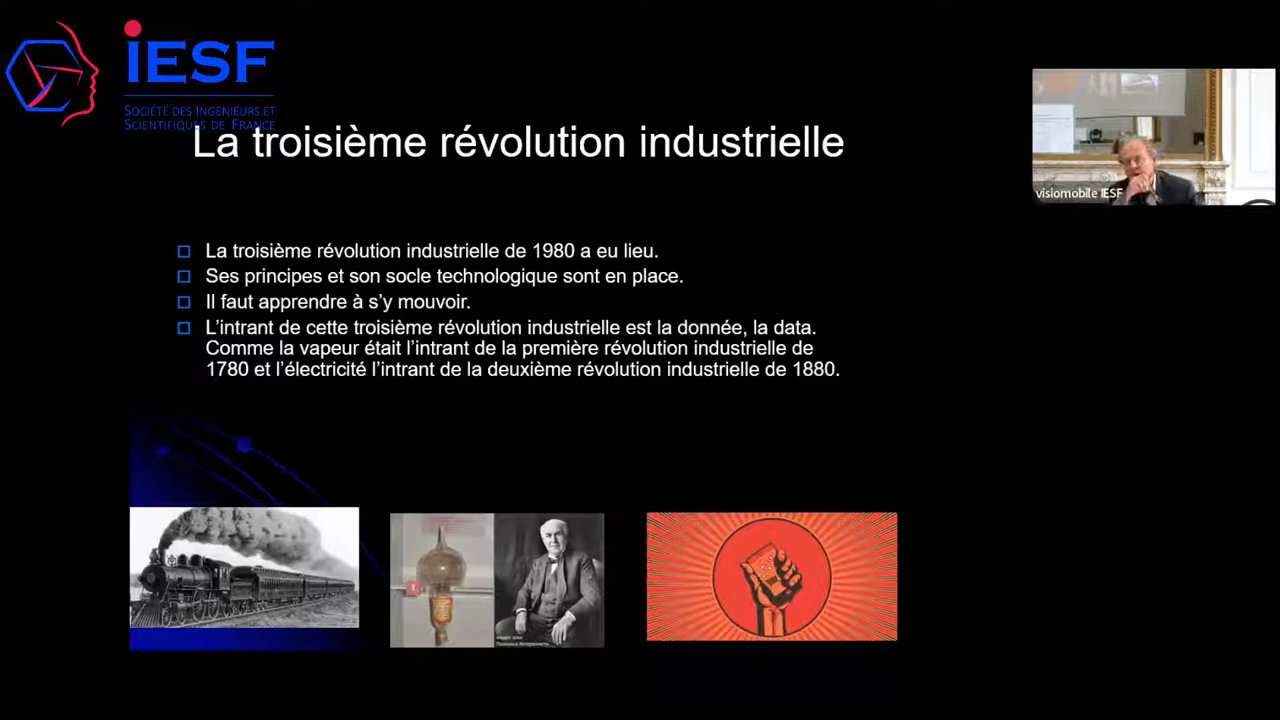 iESF
SOCIÉTÉ DES INGENIEURS ET
SCIENTIFIQUES DE FRANCE
La troisième révolution industrielle
visiomobile IESF
La troisième révolution industrielle de 1980 a eu lieu.
Ses principes et son socle technologique sont en place.
Il faut apprendre à s’y mouvoir.
L’intrant de cette troisième révolution industrielle est la donnée, la data.
Comme la vapeur était l’intrant de la première révolution industrielle de
1780 et l’électricité l’intrant de la deuxième révolution industrielle de 1880.
1